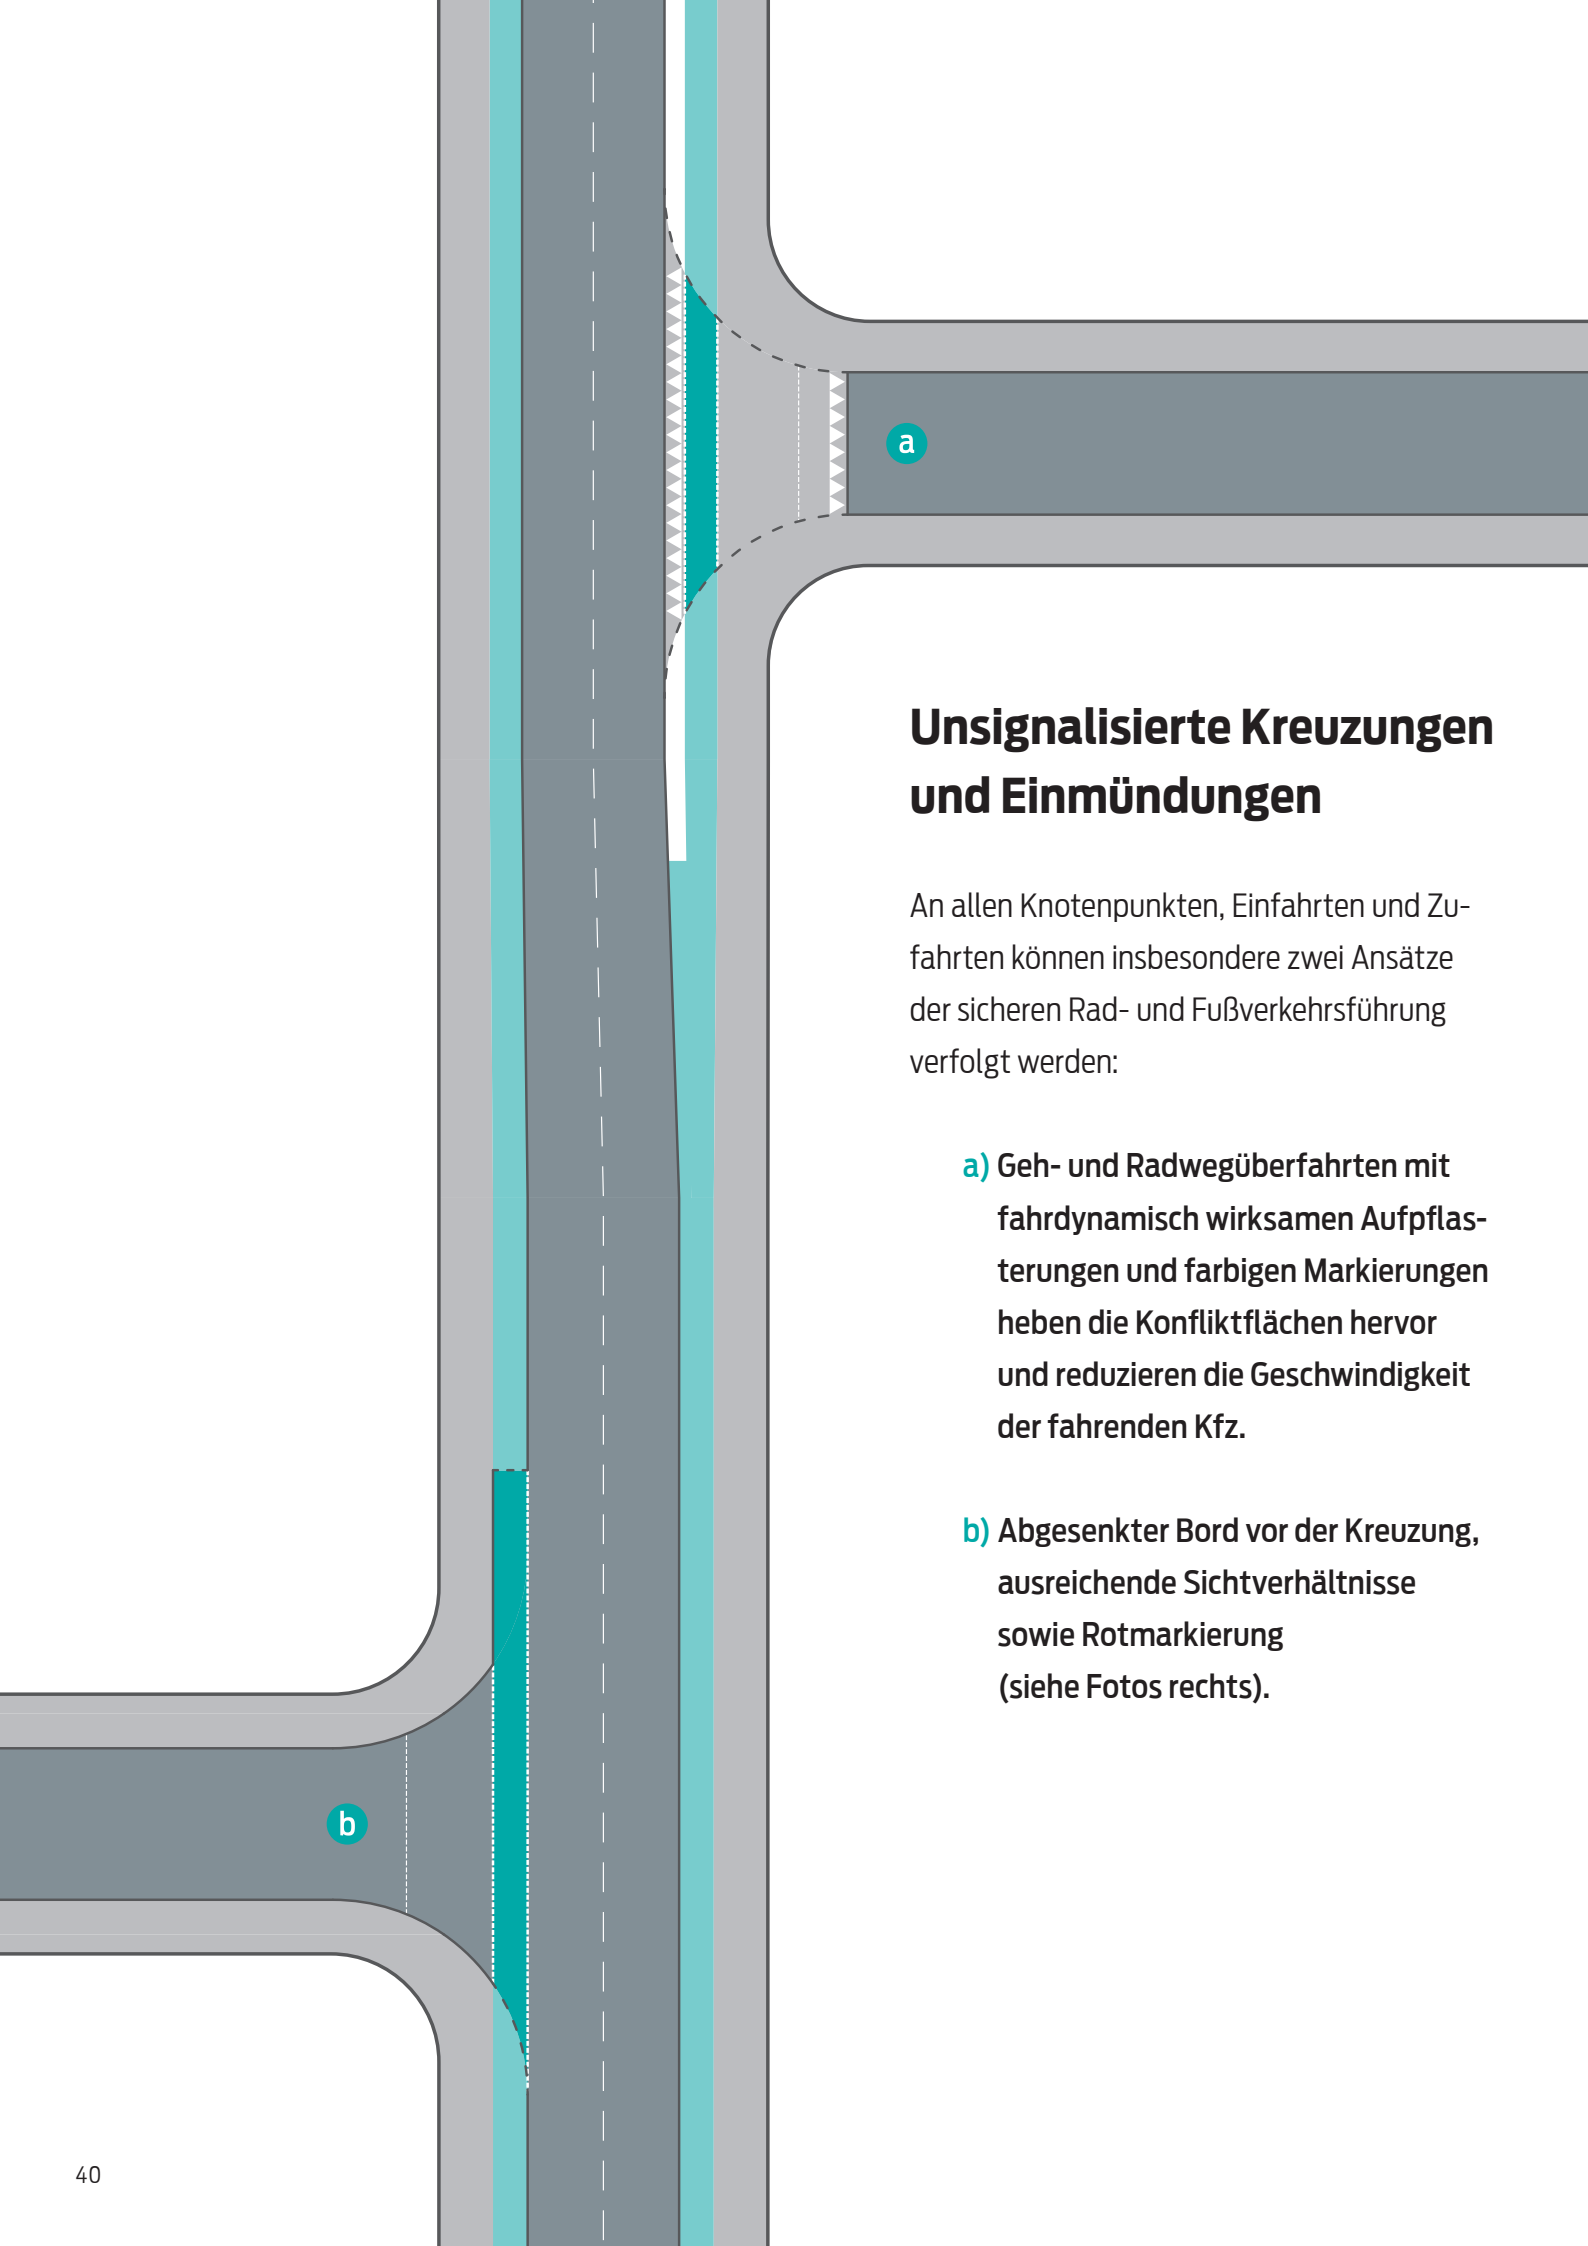 a
Unsignalisierte Kreuzungen
und Einmündungen
An allen Knotenpunkten, Einfahrten und Zu-
fahrten können insbesondere zwei Ansätze
der sicheren Rad- und Fußverkehrsführung
verfolgt werden:
a) Geh- und Radwegüberfahrten mit
fahrdynamisch wirksamen Aufpflas-
terungen und farbigen Markierungen
heben die Konfliktflächen hervor
und reduzieren die Geschwindigkeit
der fahrenden Kfz.
b) Abgesenkter Bord vor der Kreuzung,
ausreichende Sichtverhältnisse
sowie Rotmarkierung
(siehe Fotos rechts).
b
40